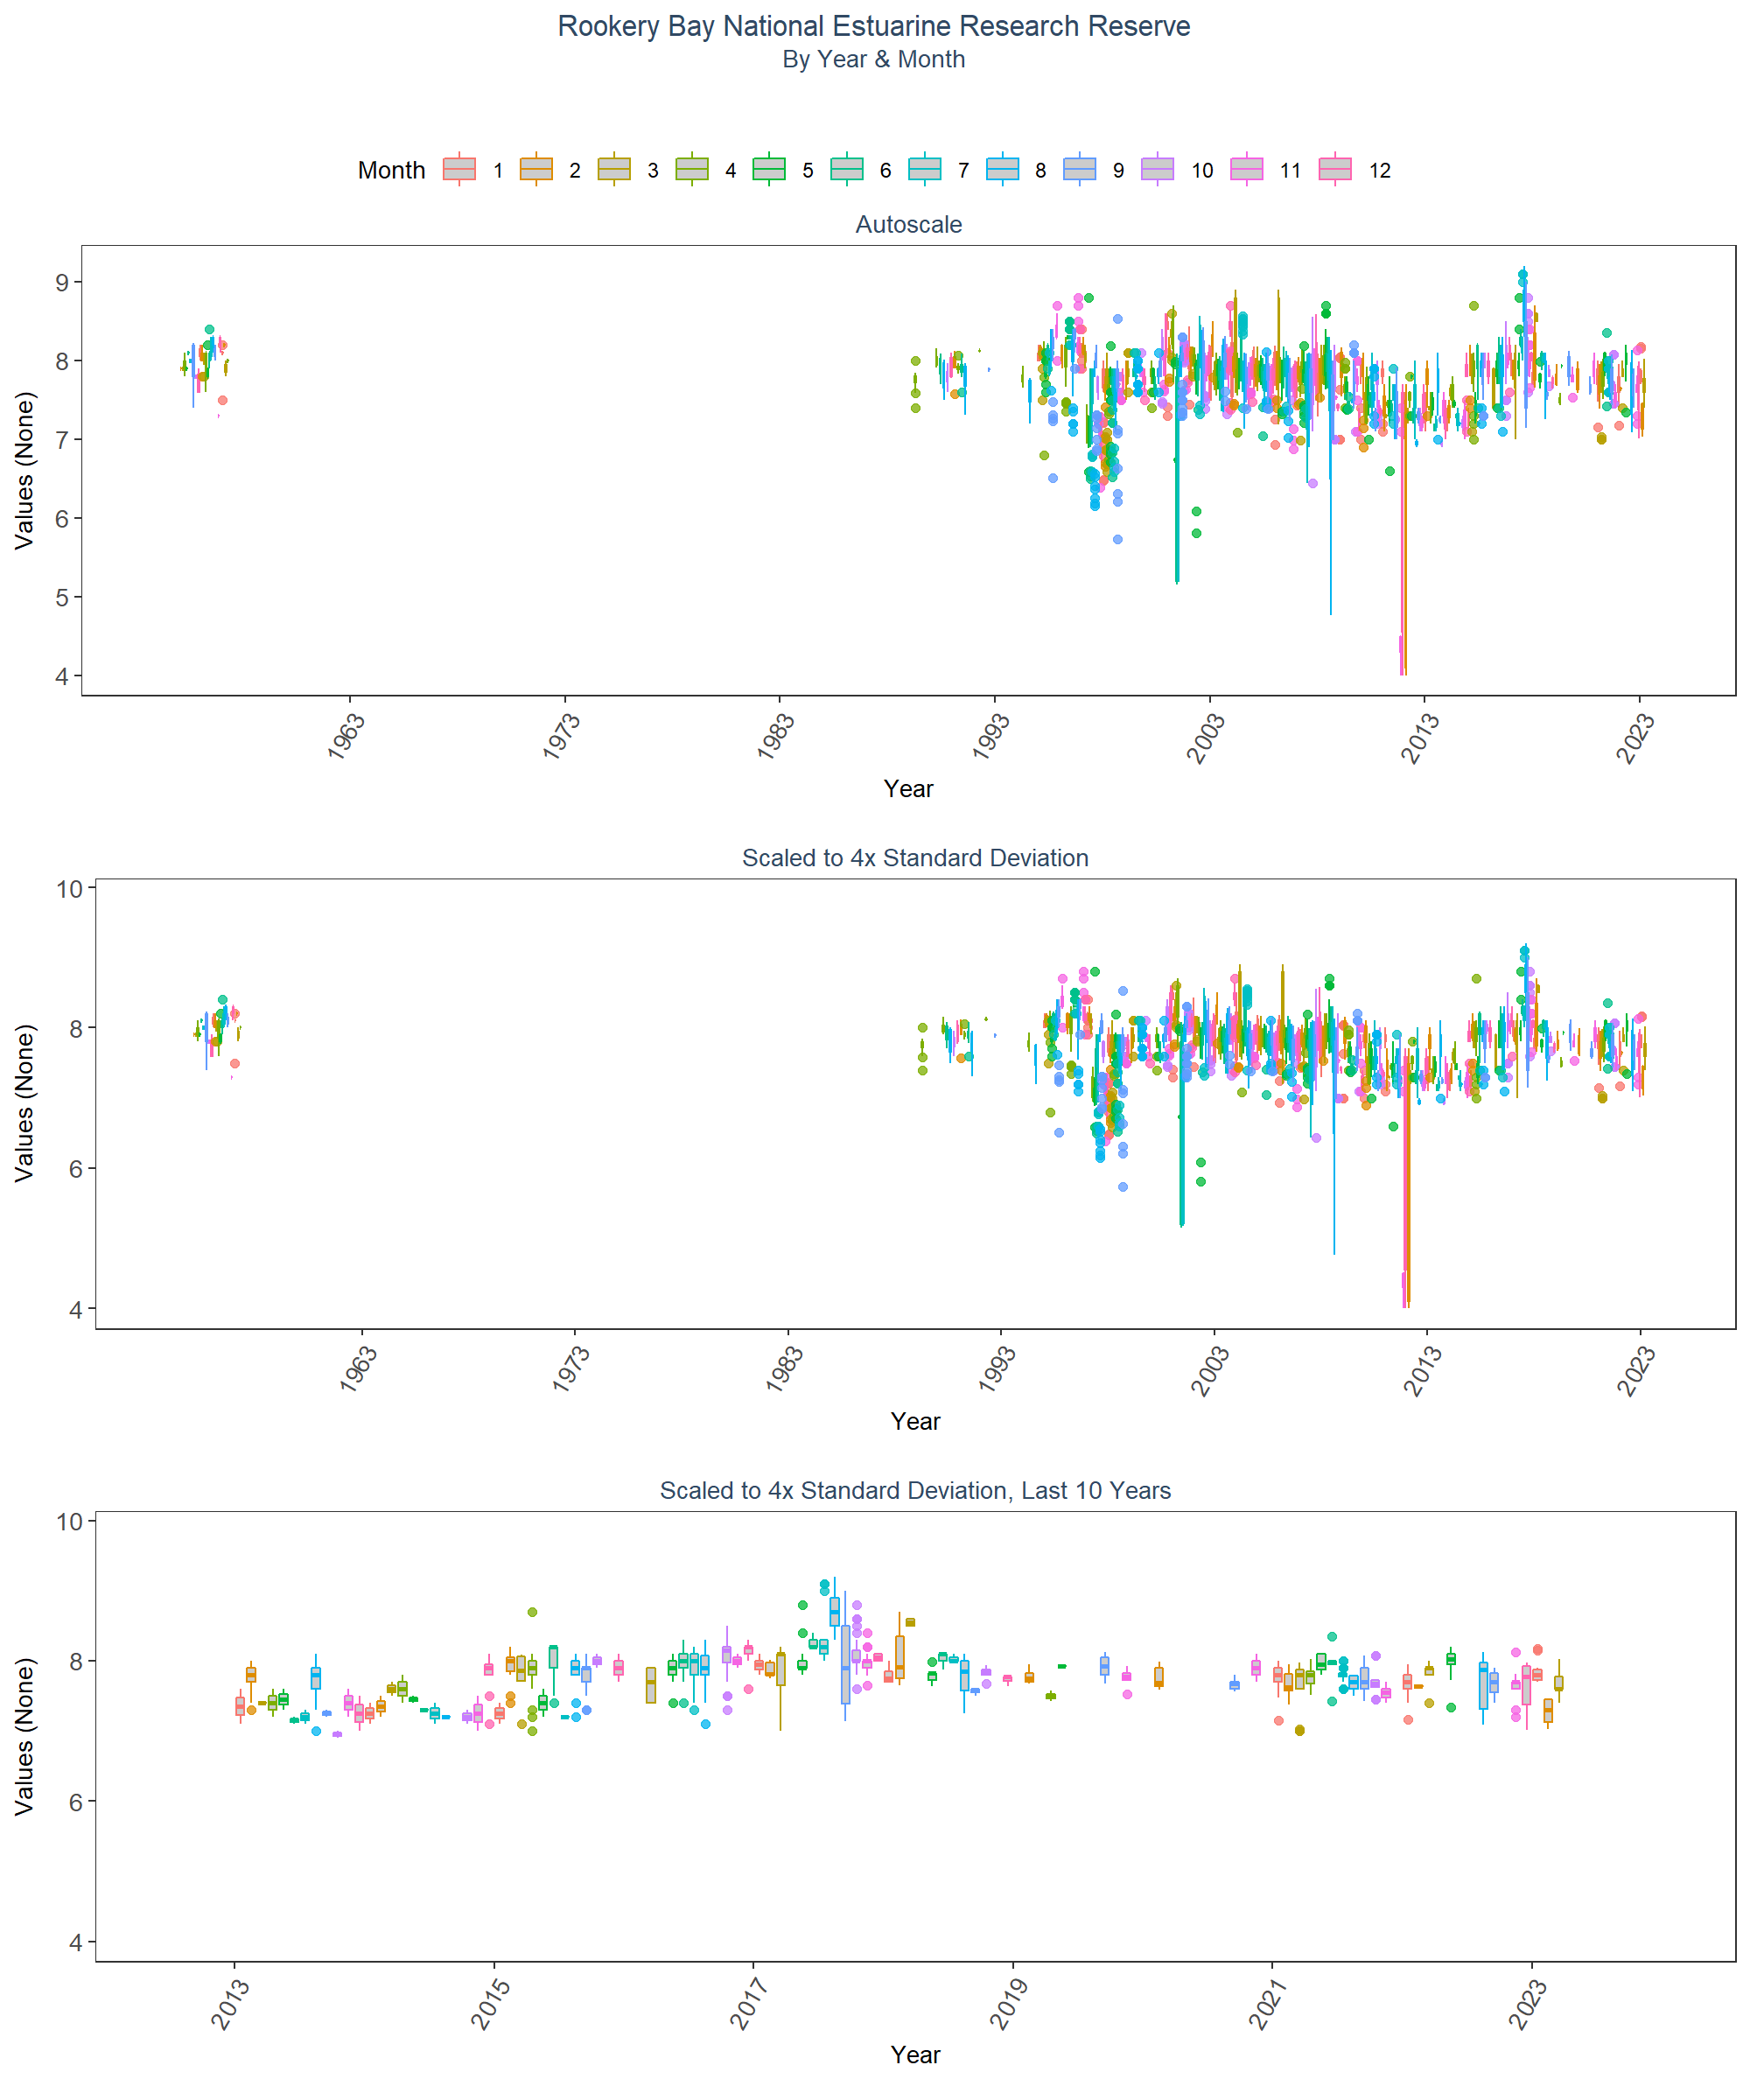 Rookery Bay National Estuarine Research Reserve
By Year & Month
Month 1 2 3 4 5 6 7 8 9 10 11 12
Autoscale
Values (None)
9
8
7
6
5
4
1963 1973 1983 1993 2003 2013 2023
Year
Scaled to 4x Standard Deviation
Values (None)
10
8
6
4
1963 1973 1983 1993 2003 2013 2023
Year
Scaled to 4x Standard Deviation, Last 10 Years
Values (None)
10
8
6
4
2013 2015 2017 2019 2021 2023
Year